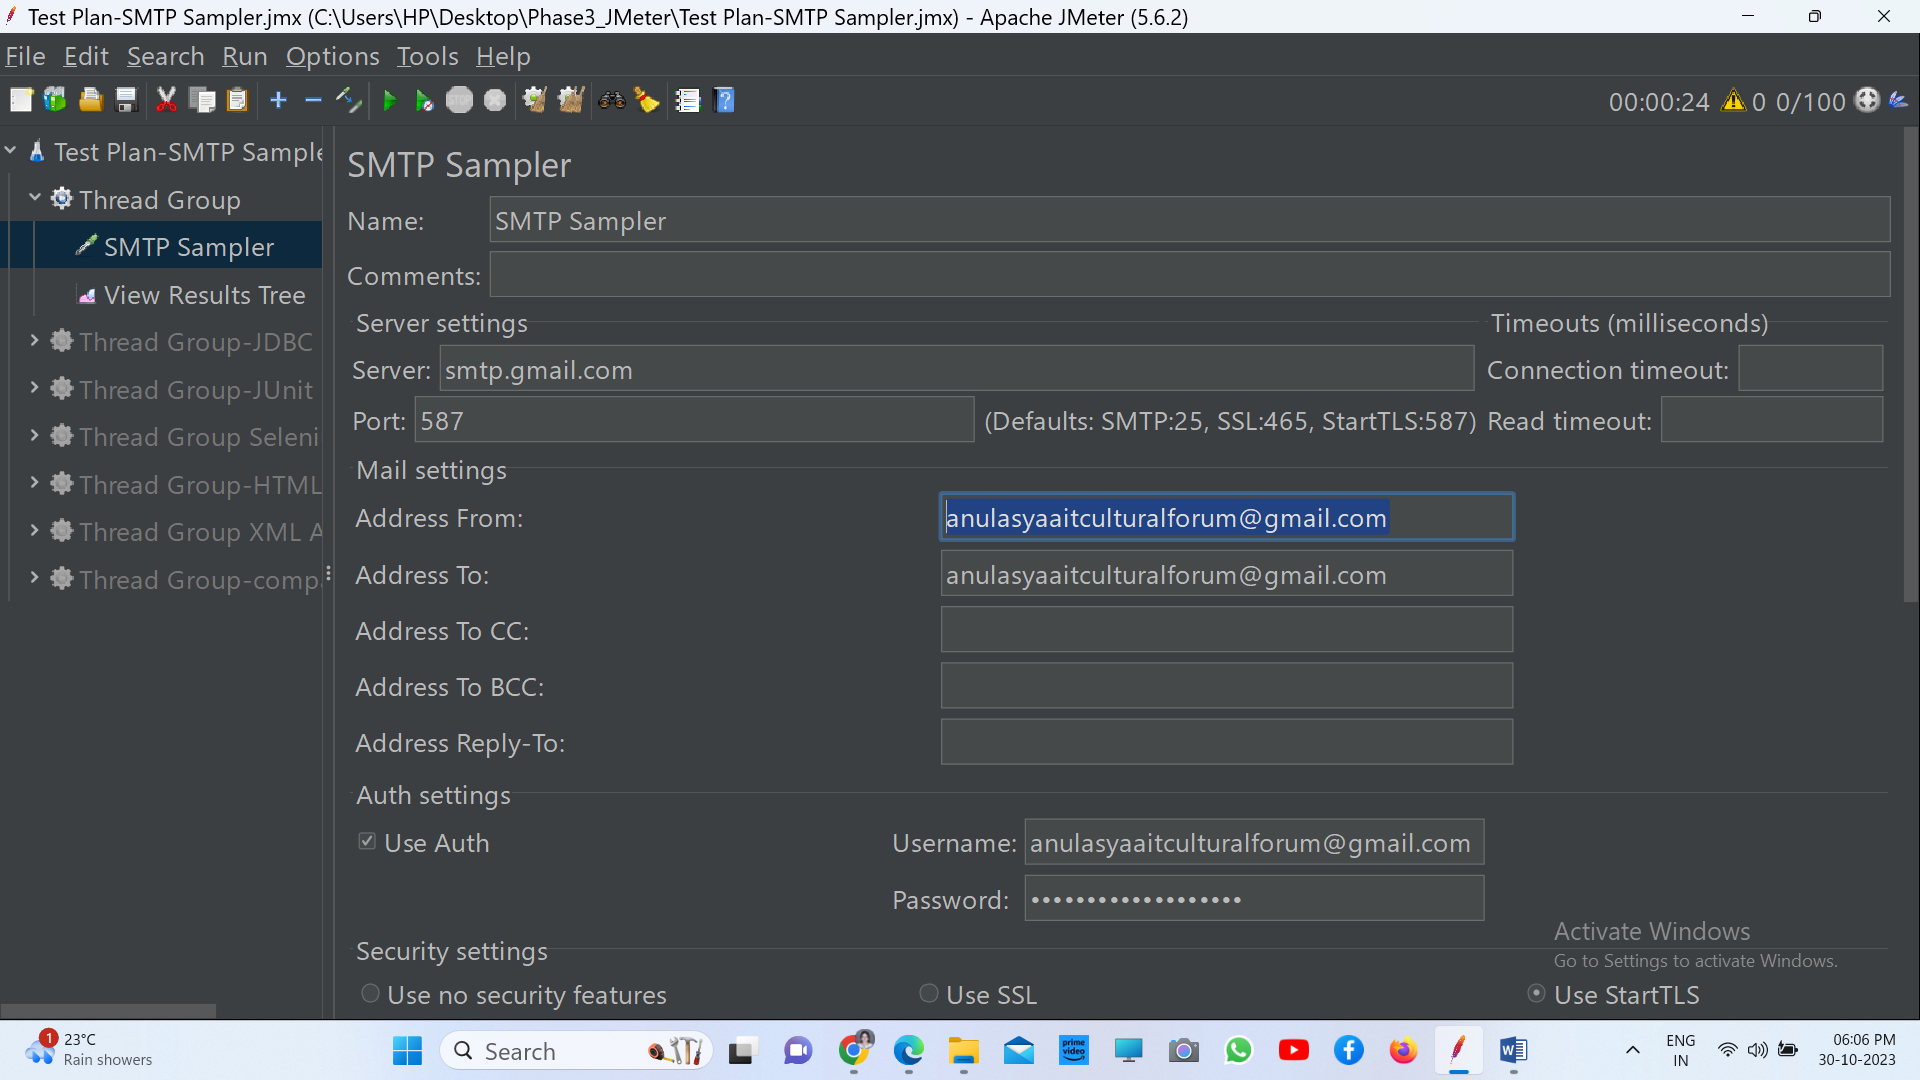 Test Plan-SMTP Sampler.jmx (C:\Users\HP\Desktop\Phase3_JMeter\Test Plan-SMTP Sampler.jmx) - Apache JMeter (5.6.2)
File Edit Search Run Options Tools Help
00:00:24 0 0/100
Test Plan-SMTP Sample
Thread Group
SMTP Sampler
View Results Tree
Thread Group-JDBC
Thread Group-JUnit
Thread Group Seleni
Thread Group-HTML
Thread Group XML A
Thread Group-comp
SMTP Sampler
Name: SMTP Sampler
Comments:
Server settings
Timeouts (milliseconds)
Server: smtp.gmail.com
Connection timeout:
Port: 587 (Defaults: SMTP:25, SSL:465, StartTLS:587)
Read timeout:
Mail settings
Address From: anulasyaaitculturalforum@gmail.com
Address To: anulasyaaitculturalforum@gmail.com
Address To CC:
Address To BCC:
Address Reply-To:
Auth settings
Use Auth
Username: anulasyaaitculturalforum@gmail.com
Password: •••••••••••••••••••
Security settings
Use no security features
Use SSL
Use StartTLS
Activate Windows
Go to Settings to activate Windows.
1
23°C
Rain showers
Search
prime video
ENG
IN
06:06 PM
30-10-2023